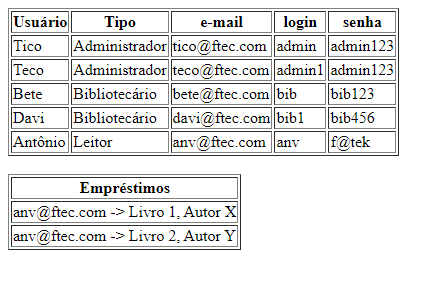 Usuário Tipo e-mail login senha
Tico Administrador tico@ftec.com admin admin123
Teco Administrador teco@ftec.com admin1 admin123
Bete Bibliotecário bete@ftec.com bib bib123
Davi Bibliotecário davi@ftec.com bib1 bib456
Antônio Leitor anv@ftec.com anv f@tek
Empréstimos
anv@ftec.com -> Livro 1, Autor X
anv@ftec.com -> Livro 2, Autor Y